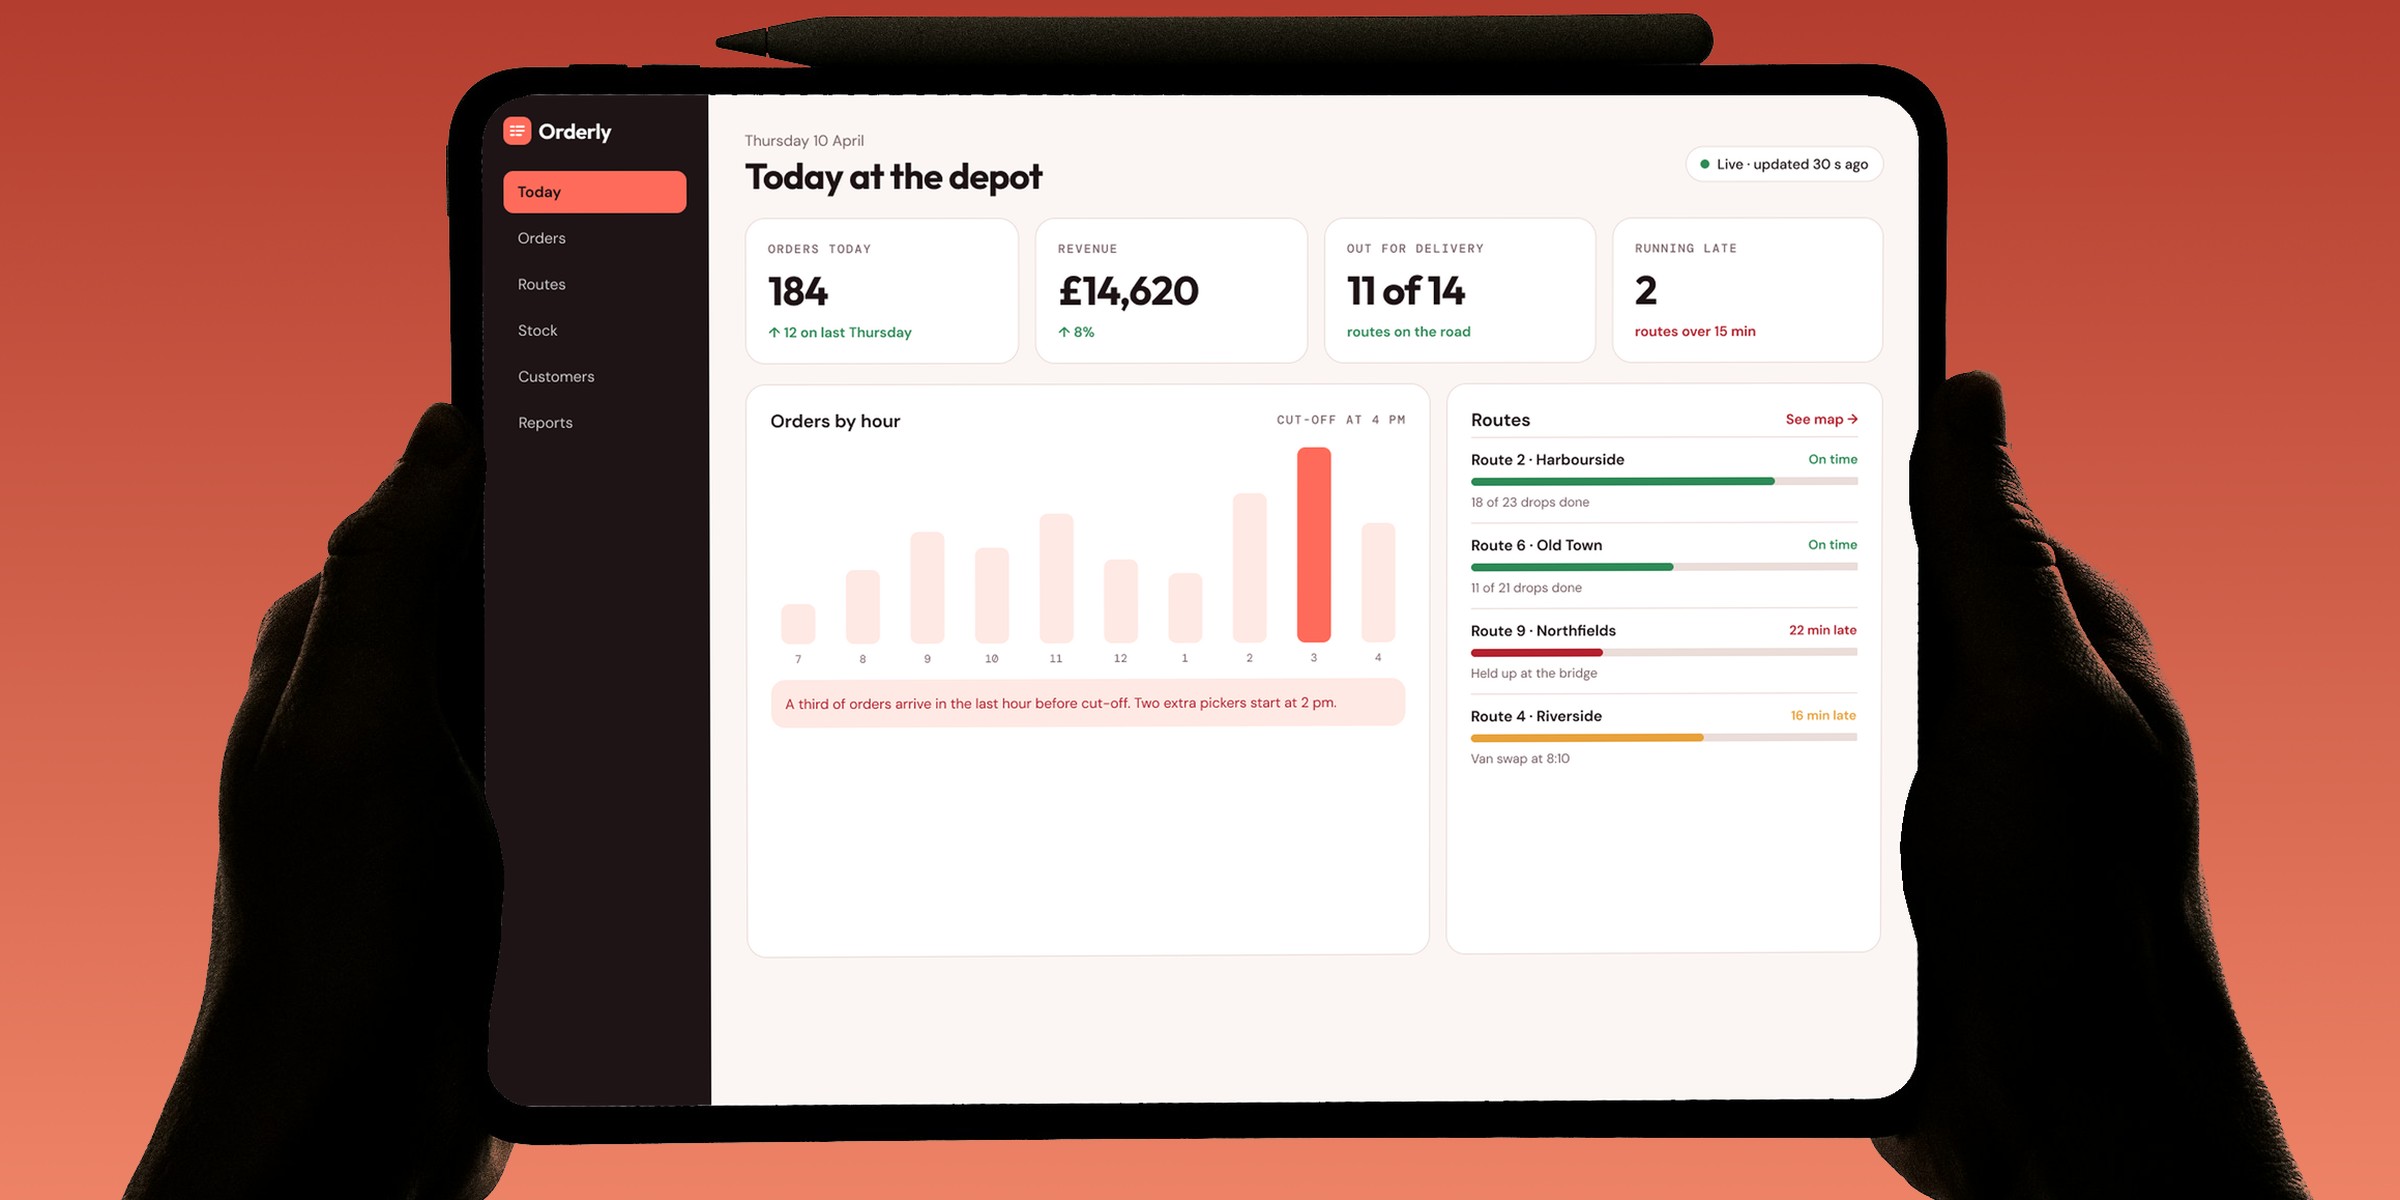 Orderly
Today
Orders
Routes
Stock
Customers
Reports
Thursday 10 April
Today at the depot
Live · updated 30 s ago
ORDERS TODAY
184
↑ 12 on last Thursday
REVENUE
£14,620
↑ 8%
OUT FOR DELIVERY
11 of 14
routes on the road
RUNNING LATE
2
routes over 15 min
Orders by hour
CUT-OFF AT 4 PM
7 8 9 10 11 12 1 2 3 4
A third of orders arrive in the last hour before cut-off. Two extra pickers start at 2 pm.
Routes
See map →
Route 2 · Harbourside
On time
18 of 23 drops done
Route 6 · Old Town
On time
11 of 21 drops done
Route 9 · Northfields
22 min late
Held up at the bridge
Route 4 · Riverside
16 min late
Van swap at 8:10